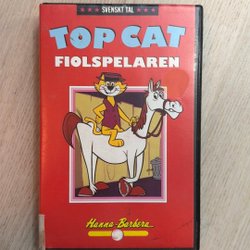 SVENSKT TAL
TOP CAT
FIOLSPELAREN
Hanna-Barbera